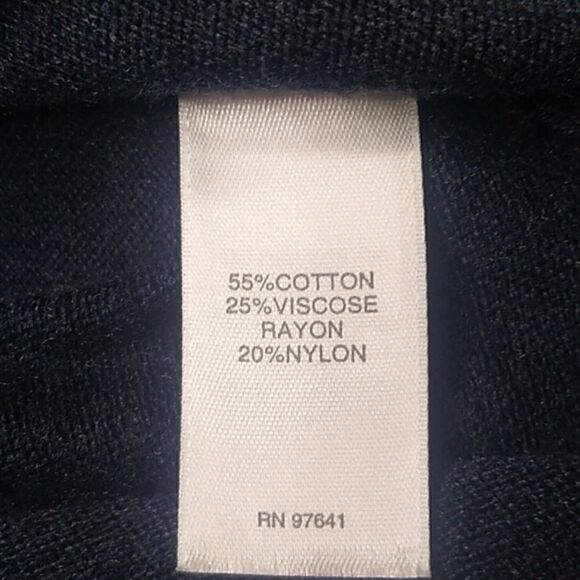 55%COTTON
25%VISCOSE
RAYON
20%NYLON
RN 97641